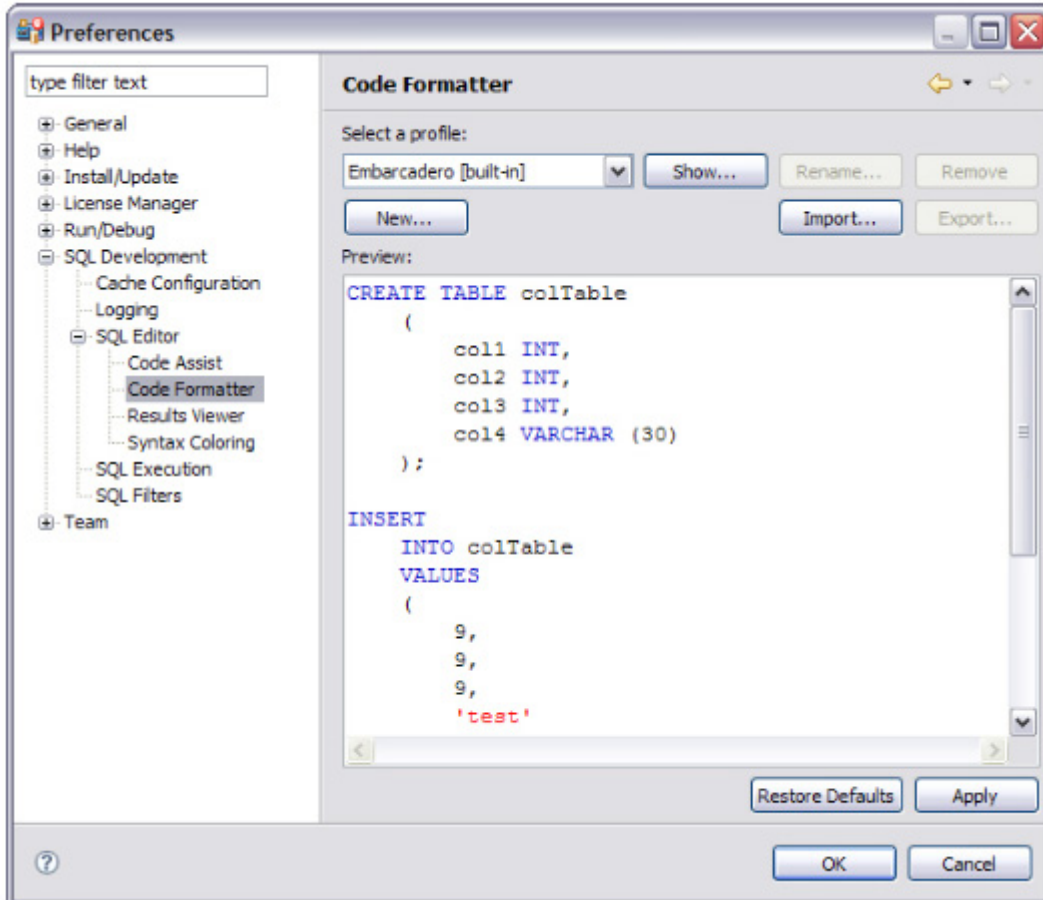 Preferences
type filter text
General
Help
Install/Update
License Manager
Run/Debug
SQL Development
Cache Configuration
Logging
SQL Editor
Code Assist
Code Formatter
Results Viewer
Syntax Coloring
SQL Execution
SQL Filters
Team
Code Formatter
Select a profile:
Embarcadero [built-in] Show... Rename... Remove
New... Import... Export...
Preview:
CREATE TABLE colTable
(
col1 INT,
col2 INT,
col3 INT,
col4 VARCHAR (30)
);
INSERT
INTO colTable
VALUES
(
9,
9,
9,
'test'
Restore Defaults Apply
? OK Cancel